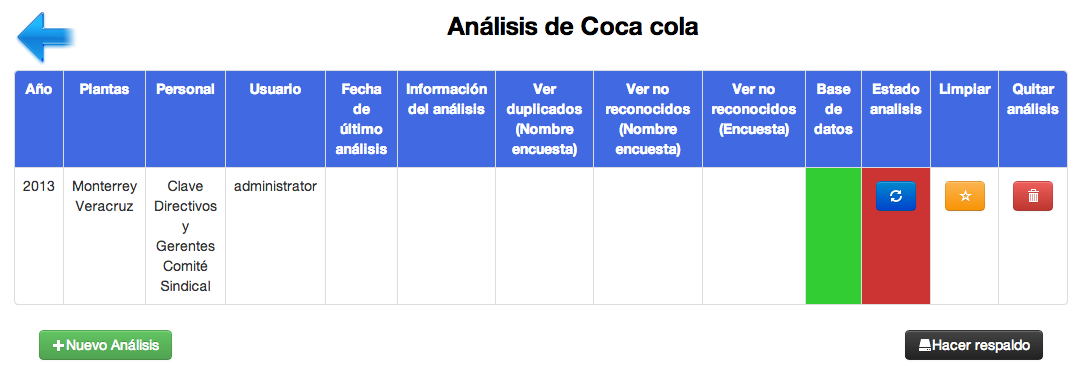 Análisis de Coca cola
Año Plantas Personal Usuario Fecha Información Ver Ver no Ver no Base Estado Limpiar Quitar
de del análisis duplicados reconocidos reconocidos de analisis análisis
último (Nombre (Nombre (Encuesta) datos
análisis encuesta) encuesta)
2013 Monterrey Clave administrator
Veracruz Directivos
y
Gerentes
Comité
Sindical
Nuevo Análisis Hacer respaldo